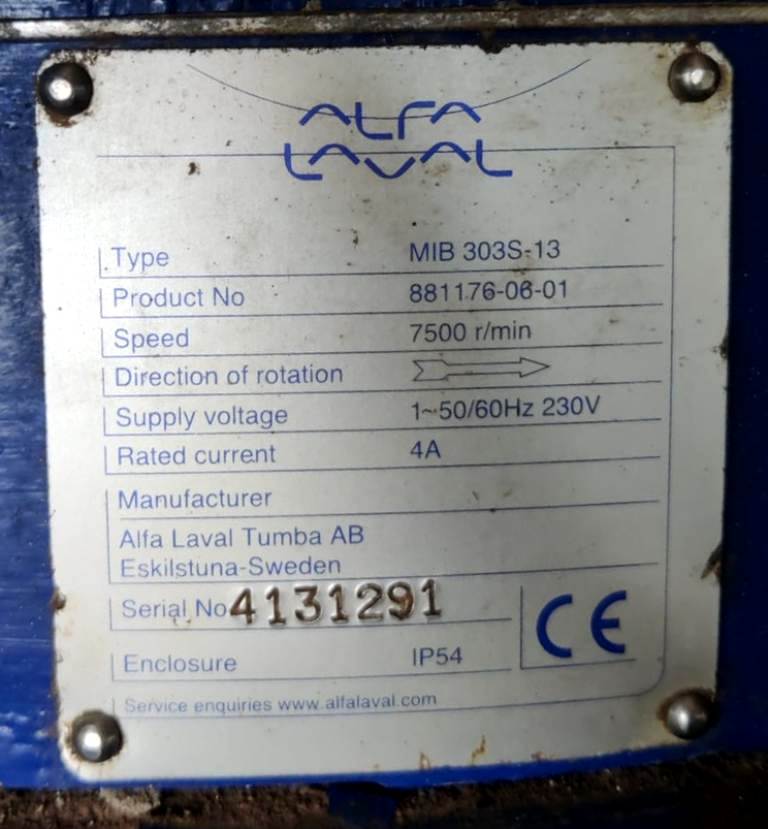 ALFA
LAVAL
Type MIB 303S-13
Product No 881176-06-01
Speed 7500 r/min
Direction of rotation
Supply voltage 1~50/60Hz 230V
Rated current 4A
Manufacturer
Alfa Laval Tumba AB
Eskilstuna-Sweden
Serial No 4131291
CE
Enclosure IP54
Service enquiries www.alfalaval.com